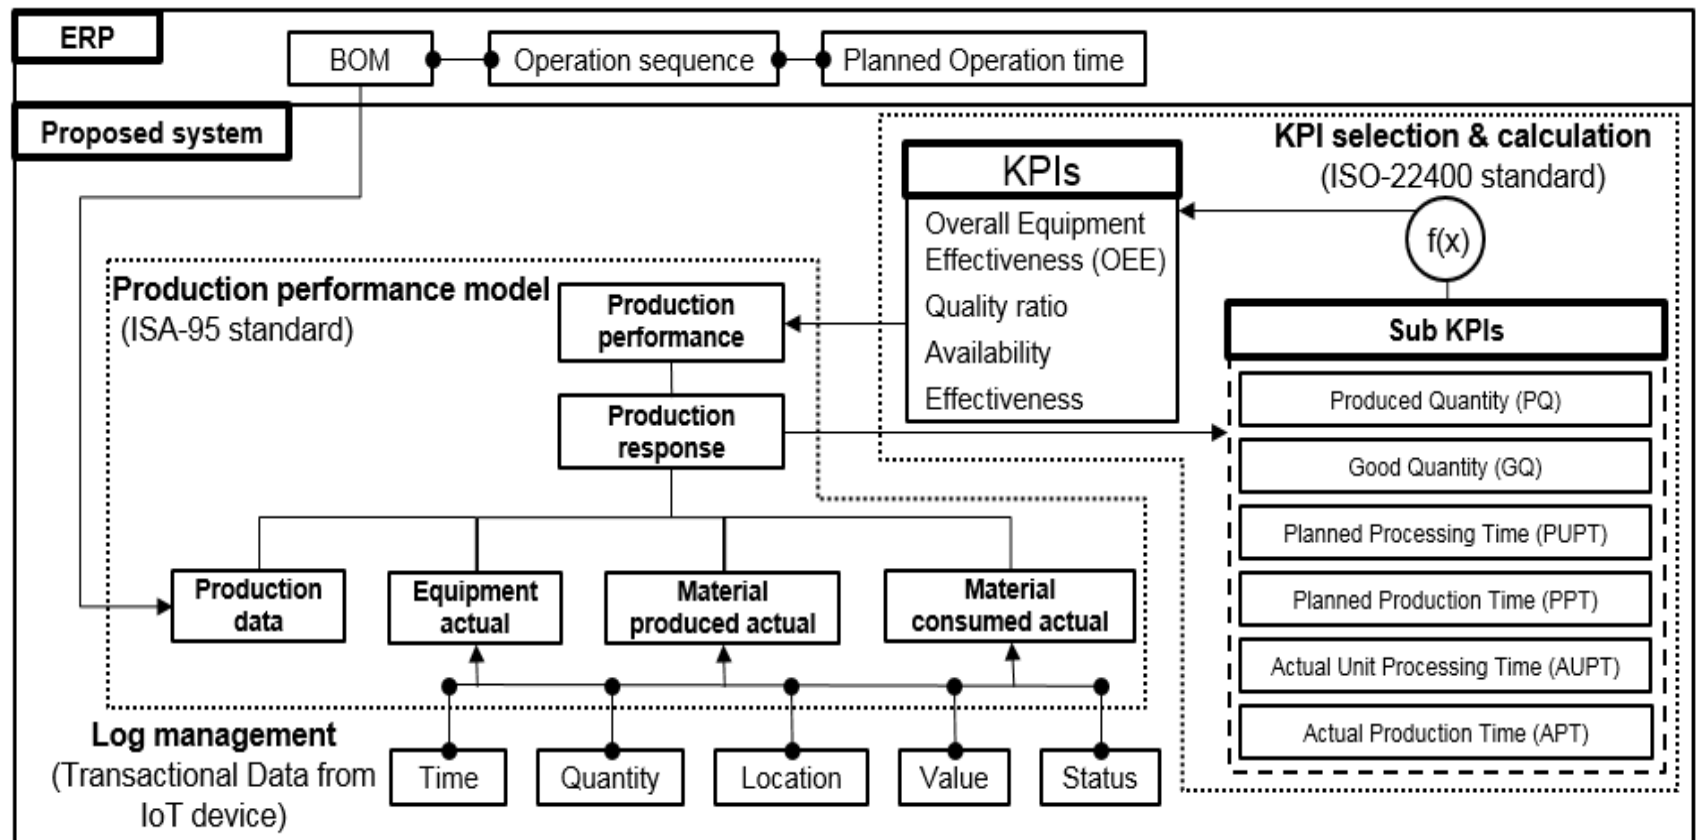 ERP
BOM
Operation sequence
Planned Operation time
Proposed system
KPI selection & calculation
(ISO-22400 standard)
KPIs
Overall Equipment
Effectiveness (OEE)
Quality ratio
Availability
Effectiveness
f(x)
Production performance model
(ISA-95 standard)
Production
performance
Production
response
Sub KPIs
Produced Quantity (PQ)
Good Quantity (GQ)
Planned Processing Time (PUPT)
Planned Production Time (PPT)
Actual Unit Processing Time (AUPT)
Actual Production Time (APT)
Production
data
Equipment
actual
Material
produced actual
Material
consumed actual
Log management
(Transactional Data from
IoT device)
Time
Quantity
Location
Value
Status